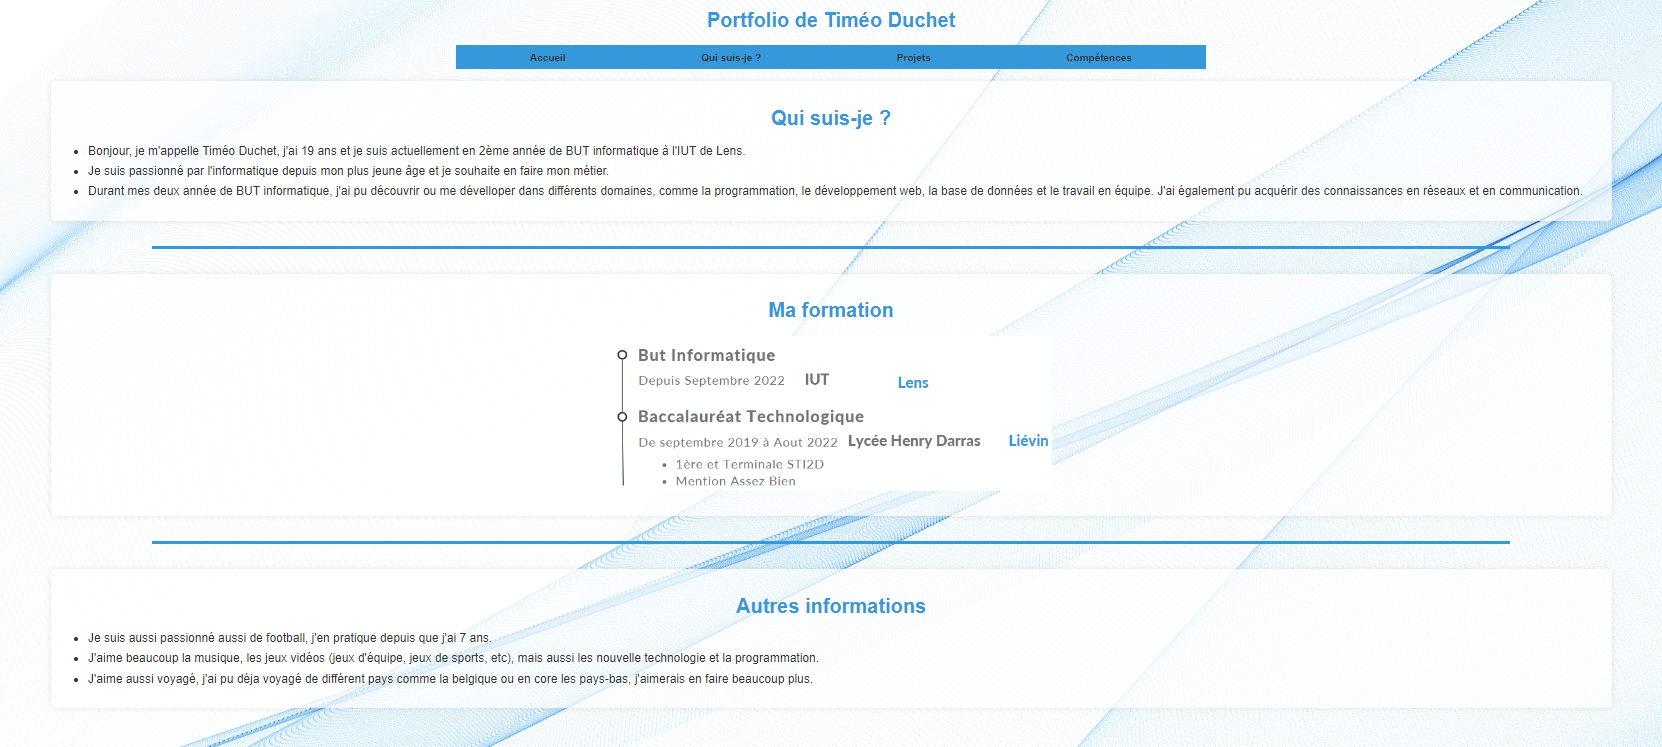 Portfolio de Timéo Duchet
Accueil Qui suis-je ? Projets Compétences
Qui suis-je ?
• Bonjour, je m'appelle Timéo Duchet, j'ai 19 ans et je suis actuellement en 2ème année de BUT informatique à l'IUT de Lens.
• Je suis passionné par l'informatique depuis mon plus jeune âge et je souhaite en faire mon métier.
• Durant mes deux année de BUT informatique, j'ai pu découvrir ou me dévelloper dans différents domaines, comme la programmation, le développement web, la base de données et le travail en équipe. J'ai également pu acquérir des connaissances en réseaux et en communication.
Ma formation
But Informatique
Depuis Septembre 2022 IUT Lens
Baccalauréat Technologique
De septembre 2019 à Aout 2022 Lycée Henry Darras Liévin
• 1ère et Terminale STI2D
• Mention Assez Bien
Autres informations
• Je suis aussi passionné aussi de football, j'en pratique depuis que j'ai 7 ans.
• J'aime beaucoup la musique, les jeux vidéos (jeux d'équipe, jeux de sports, etc), mais aussi les nouvelle technologie et la programmation.
• J'aime aussi voyagé, j'ai pu déja voyagé de différent pays comme la belgique ou en core les pays-bas, j'aimerais en faire beaucoup plus.